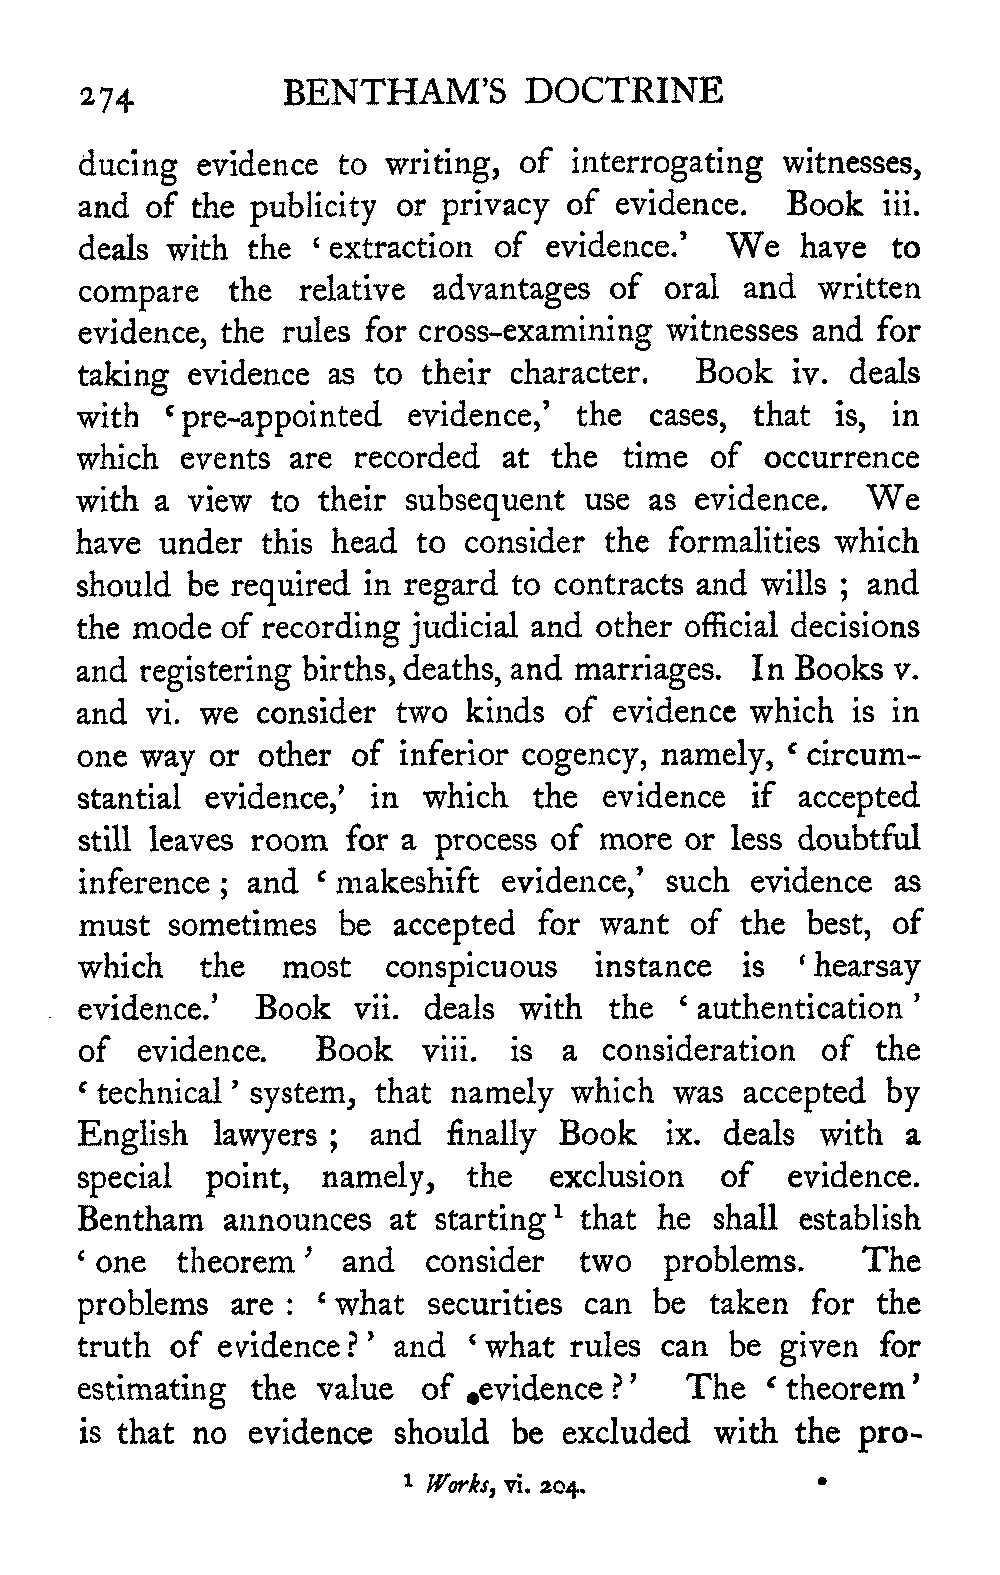 274 BENTHAM'S DOCTRINE
ducing evidence to writing, of interrogating witnesses,
and of the publicity or privacy of evidence. Book iii.
deals with the ‘extraction of evidence.’ We have to
compare the relative advantages of oral and written
evidence, the rules for cross-examining witnesses and for
taking evidence as to their character. Book iv. deals
with ‘pre-appointed evidence,’ the cases, that is, in
which events are recorded at the time of occurrence
with a view to their subsequent use as evidence. We
have under this head to consider the formalities which
should be required in regard to contracts and wills ; and
the mode of recording judicial and other official decisions
and registering births, deaths, and marriages. In Books v.
and vi. we consider two kinds of evidence which is in
one way or other of inferior cogency, namely, ‘circum-
stantial evidence,’ in which the evidence if accepted
still leaves room for a process of more or less doubtful
inference ; and ‘makeshift evidence,’ such evidence as
must sometimes be accepted for want of the best, of
which the most conspicuous instance is ‘hearsay
evidence.’ Book vii. deals with the ‘authentication’
of evidence. Book viii. is a consideration of the
‘technical’ system, that namely which was accepted by
English lawyers ; and finally Book ix. deals with a
special point, namely, the exclusion of evidence.
Bentham announces at starting¹ that he shall establish
‘one theorem’ and consider two problems. The
problems are : ‘what securities can be taken for the
truth of evidence?’ and ‘what rules can be given for
estimating the value of evidence?’ The ‘theorem’
is that no evidence should be excluded with the pro-
¹ Works, vi. 204.